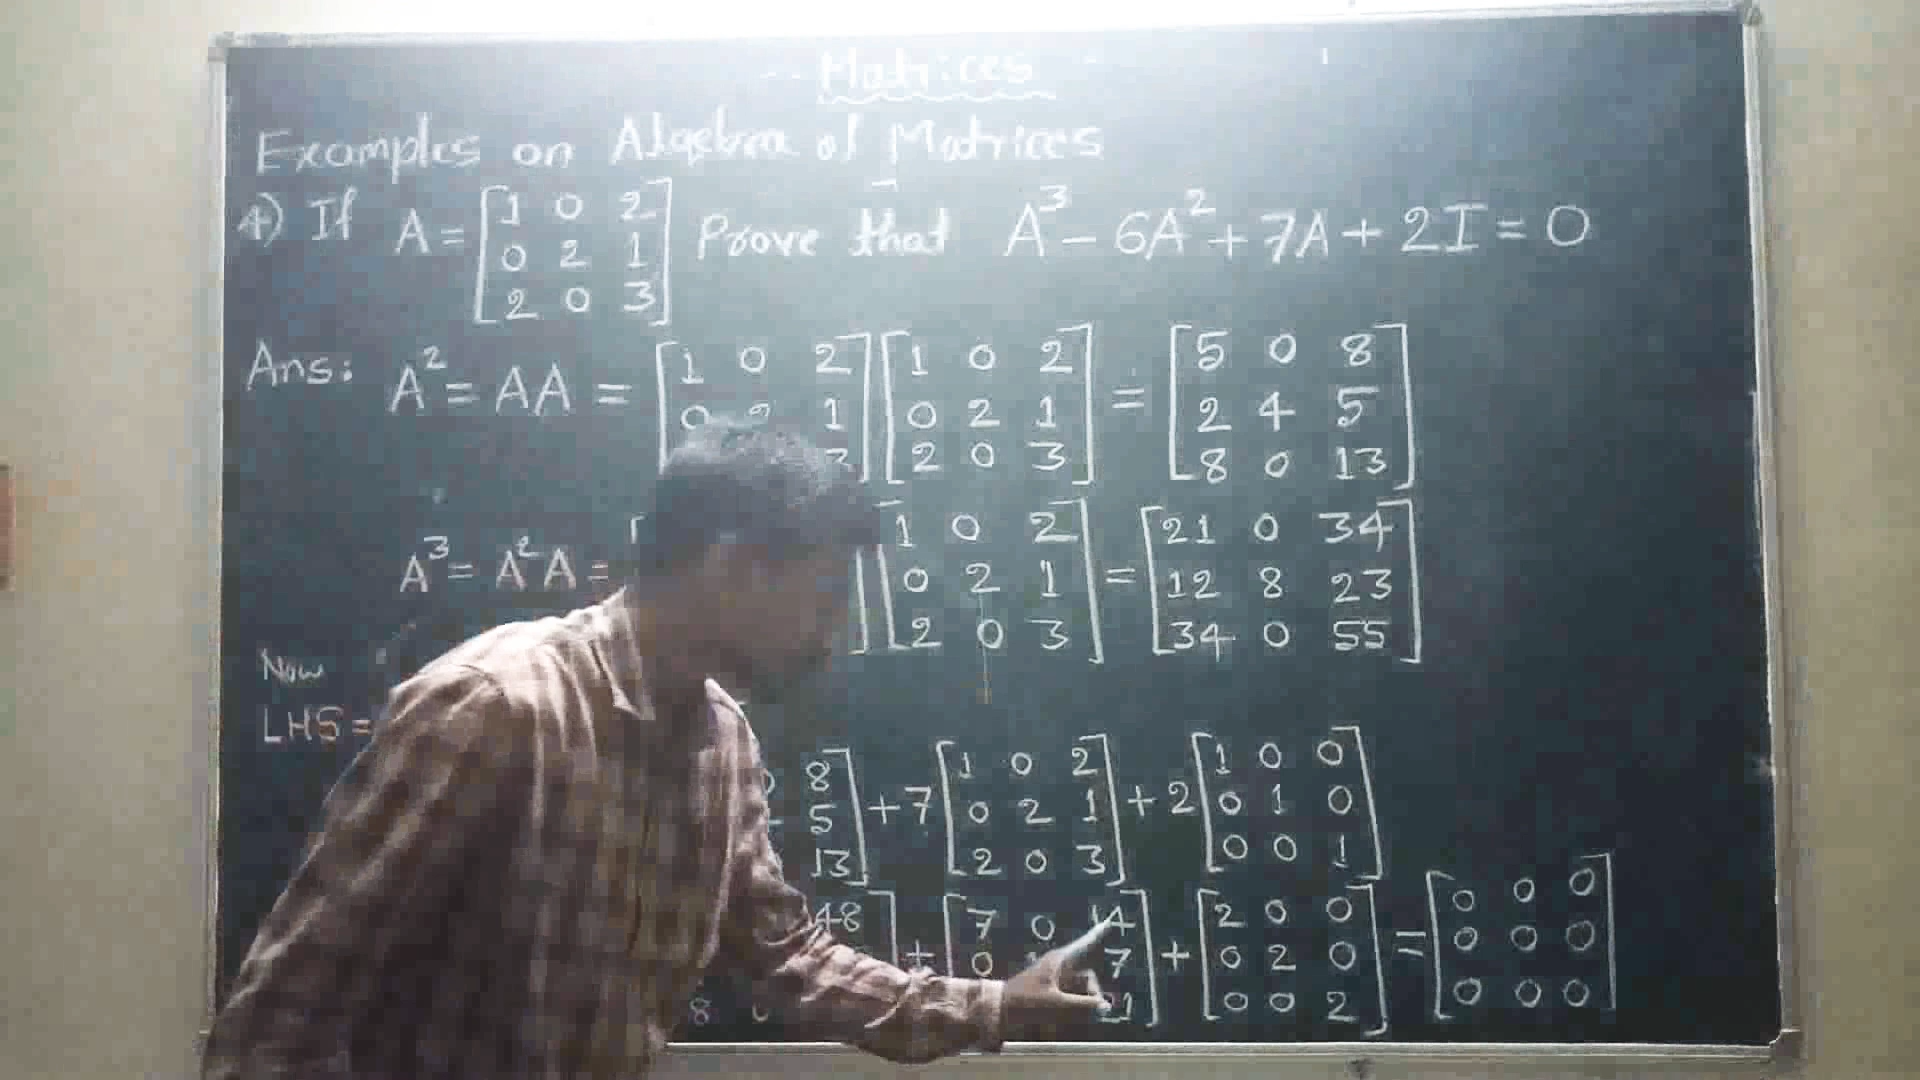 Matrices
Examples on Algebra of Matrices
4) If A = [1 0 2 Prove that A³ - 6A² + 7A + 2I = 0
0 2 1
2 0 3]
Ans: A² = AA = [1 0 2] [1 0 2] = [5 0 8]
0 2 1 0 2 1 2 4 5
3 2 0 3 8 0 13
A³ = A²A = [1 0 2] = [21 0 34]
0 2 1 12 8 23
2 0 3 34 0 55
Now
LHS =
8 + 7 [1 0 2] + 2 [1 0 0]
5 0 2 1 0 1 0
13 2 0 3 0 0 1
48 + [7 0 14] + [2 0 0] = [0 0 0]
0 7 0 2 0 0 0 0
8 21 0 0 2 0 0 0